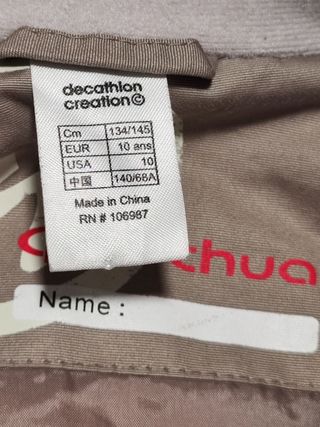 decathlon
creation©
Cm 134/145
EUR 10 ans
USA 10
中国 140/68A
Made in China
RN # 106987
chua
Name :